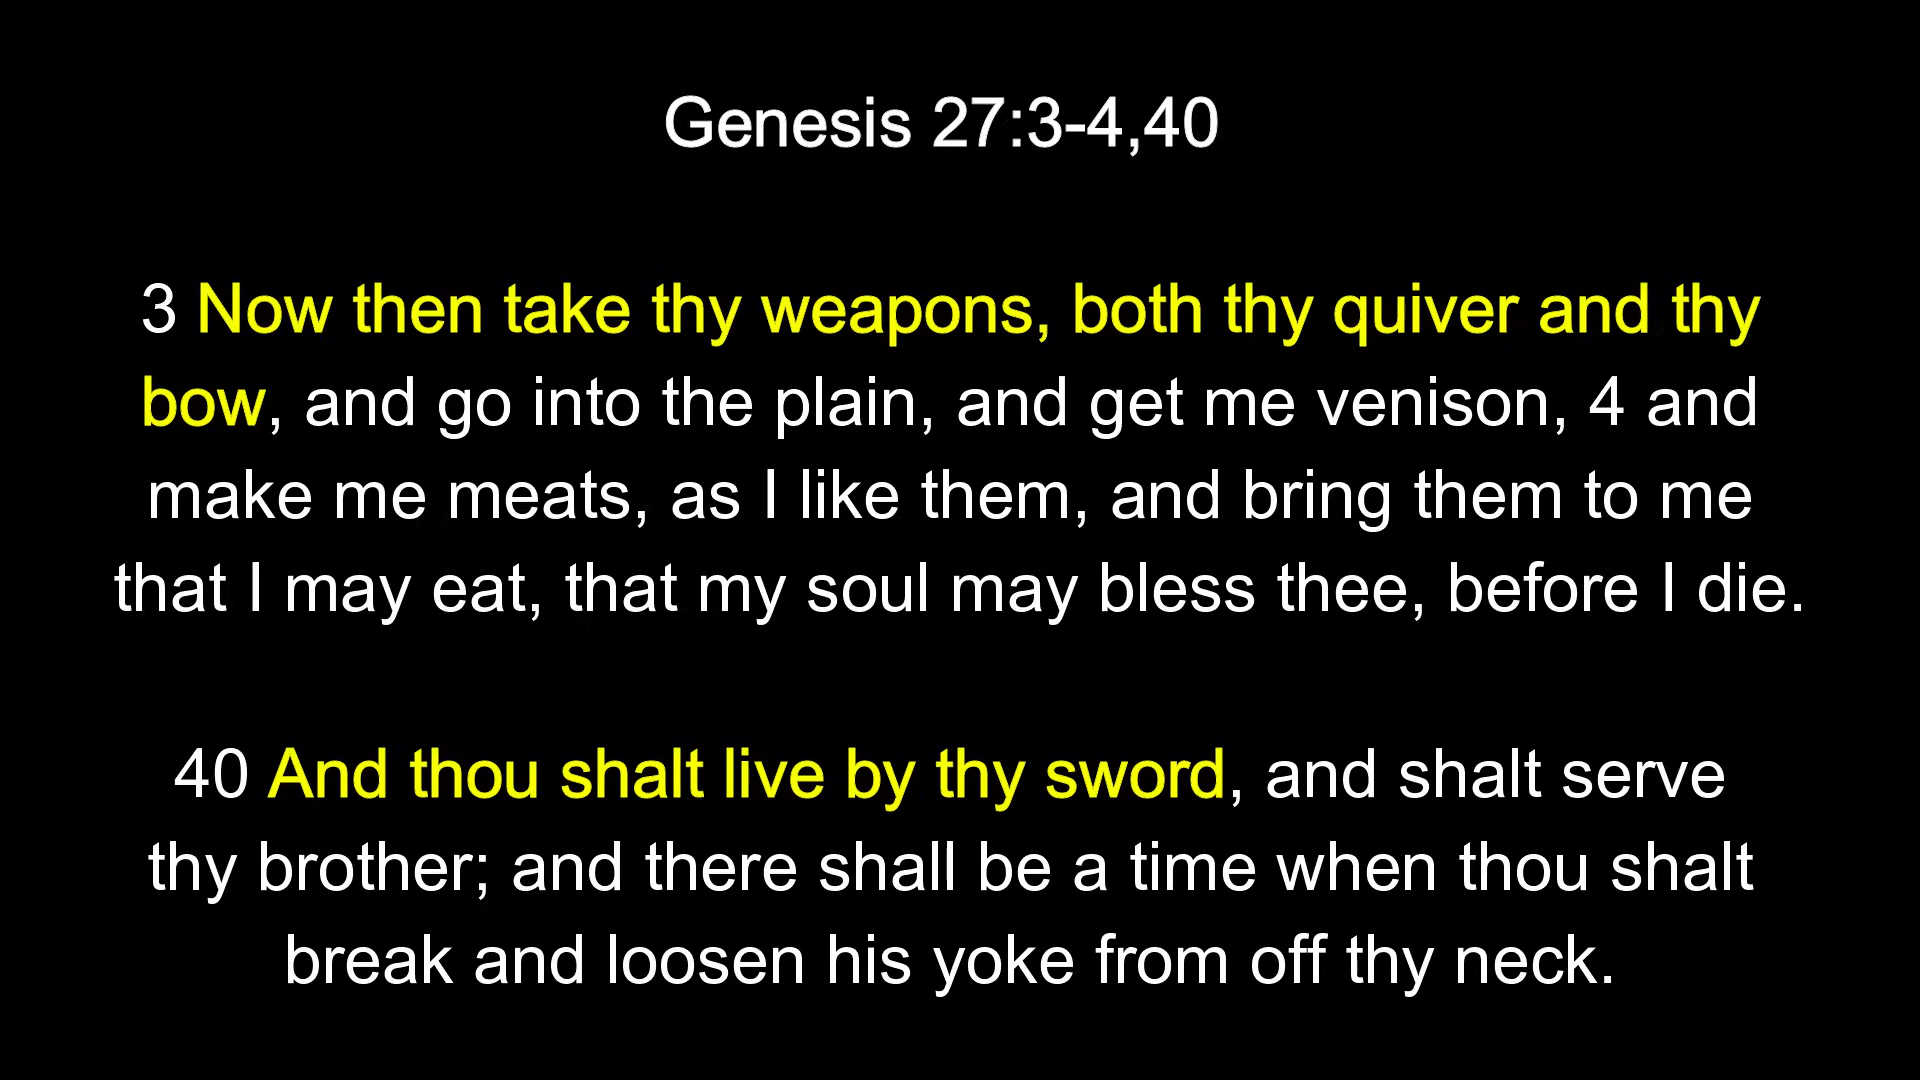 Genesis 27:3-4,40
3 Now then take thy weapons, both thy quiver and thy
bow, and go into the plain, and get me venison, 4 and
make me meats, as I like them, and bring them to me
that I may eat, that my soul may bless thee, before I die.
40 And thou shalt live by thy sword, and shalt serve
thy brother; and there shall be a time when thou shalt
break and loosen his yoke from off thy neck.